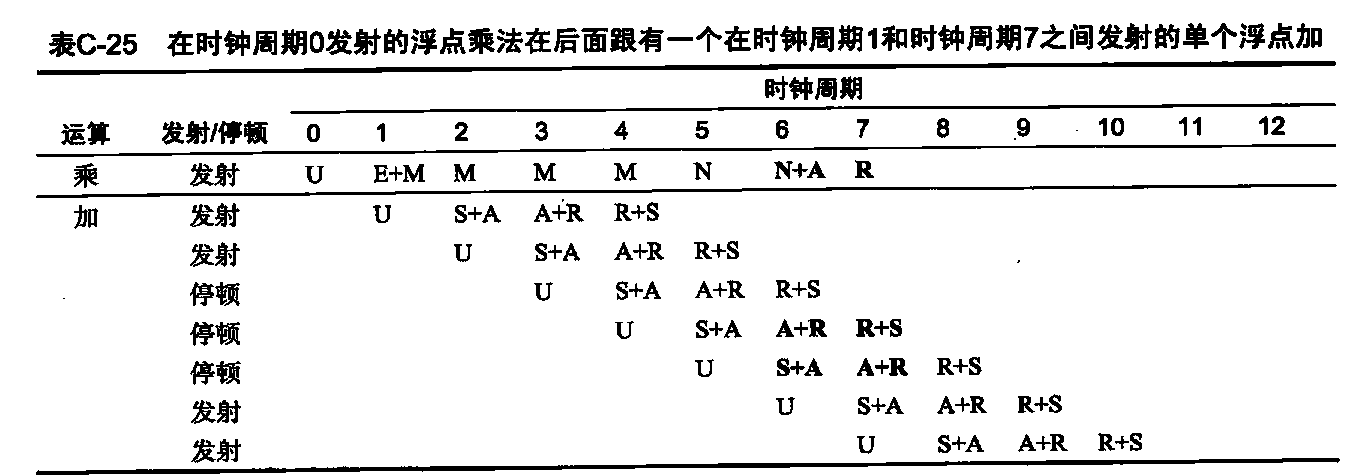 表C-25 在时钟周期0发射的浮点乘法在后面跟有一个在时钟周期1和时钟周期7之间发射的单个浮点加
时钟周期
运算 发射/停顿 0 1 2 3 4 5 6 7 8 9 10 11 12
乘 发射 U E+M M M M N N+A R
加 发射 U S+A A+R R+S
发射 U S+A A+R R+S
停顿 U S+A A+R R+S
停顿 U S+A A+R R+S
停顿 U S+A A+R R+S
发射 U S+A A+R R+S
发射 U S+A A+R R+S